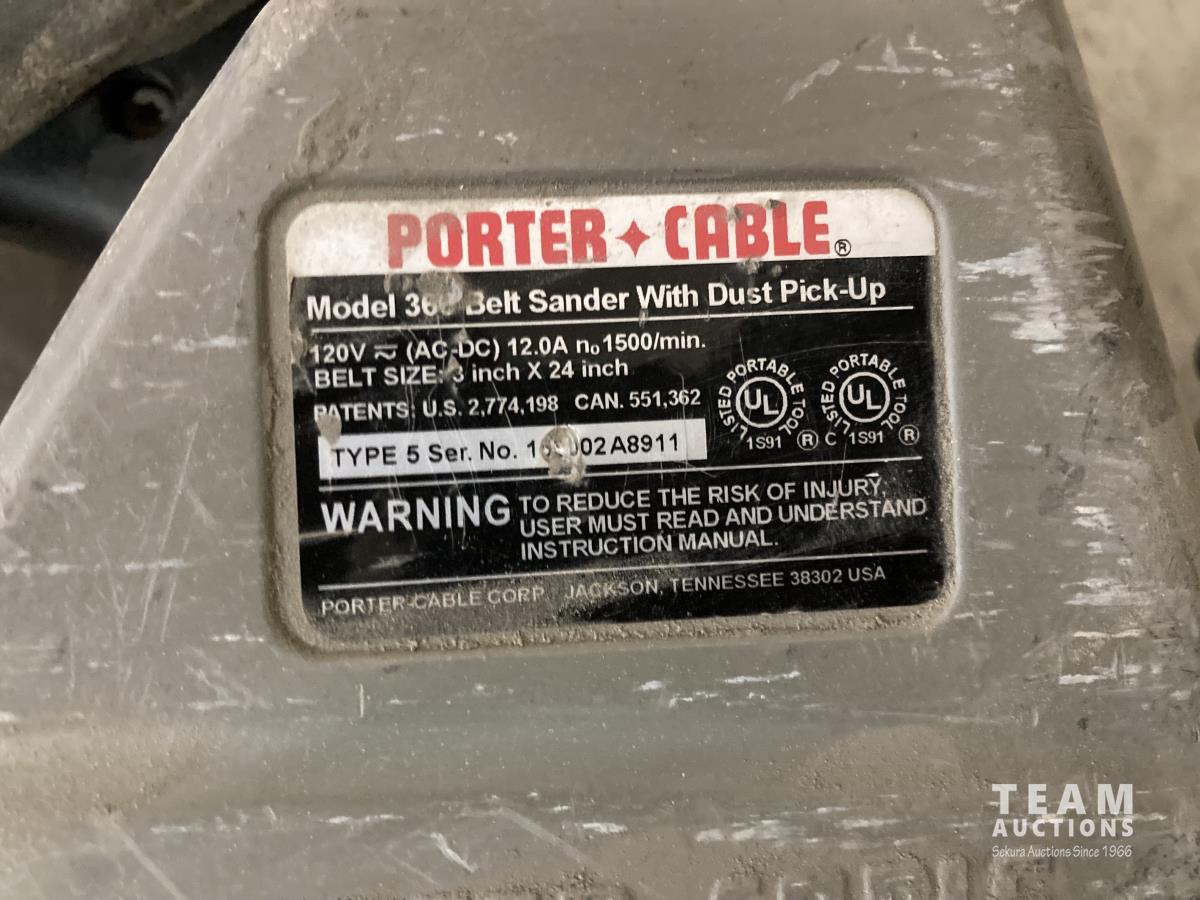 PORTER✦CABLE®
Model Belt Sander With Dust Pick-Up
120V ⎓ (AC-DC) 12.0A n₀ 1500/min.
BELT SIZE: 3 inch X 24 inch
PATENTS: U.S. 2,774,198 CAN. 551,362
TYPE 5 Ser. No.
LISTED PORTABLE TOOL
UL
1S91 ®
LISTED PORTABLE TOOL
UL
C 1S91 ®
WARNING TO REDUCE THE RISK OF INJURY,
USER MUST READ AND UNDERSTAND
INSTRUCTION MANUAL.
PORTER-CABLE CORP. JACKSON, TENNESSEE 38302 USA
TEAM
AUCTIONS
Sekura Auctions Since 1966